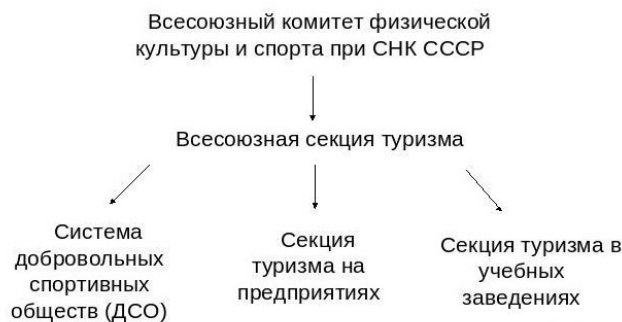 Всесоюзный комитет физической
культуры и спорта при СНК СССР
Всесоюзная секция туризма
Система
добровольных
спортивных
обществ (ДСО)
Секция
туризма на
предприятиях
Секция туризма в
учебных
заведениях